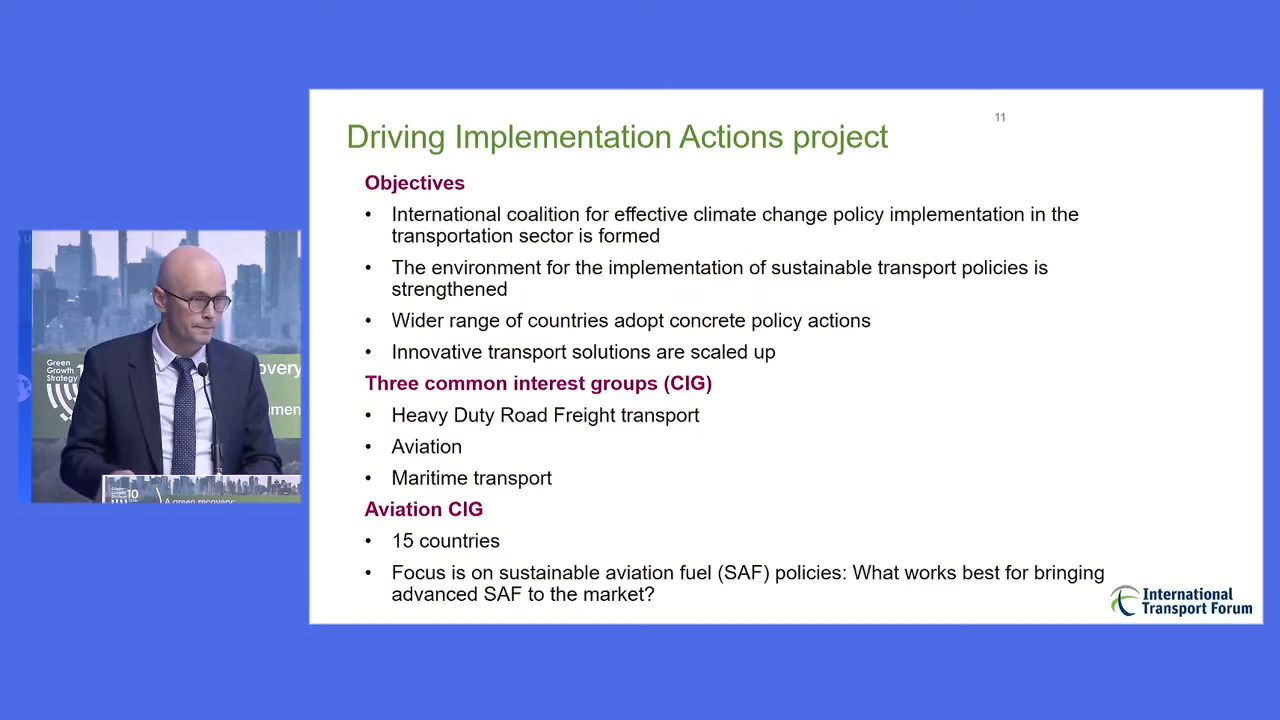 11
Driving Implementation Actions project
Objectives
• International coalition for effective climate change policy implementation in the
transportation sector is formed
• The environment for the implementation of sustainable transport policies is
strengthened
• Wider range of countries adopt concrete policy actions
• Innovative transport solutions are scaled up
Three common interest groups (CIG)
• Heavy Duty Road Freight transport
• Aviation
• Maritime transport
Aviation CIG
• 15 countries
• Focus is on sustainable aviation fuel (SAF) policies: What works best for bringing
advanced SAF to the market?
International
Transport Forum
Green
Growth
Strategy
10
A green recovery: